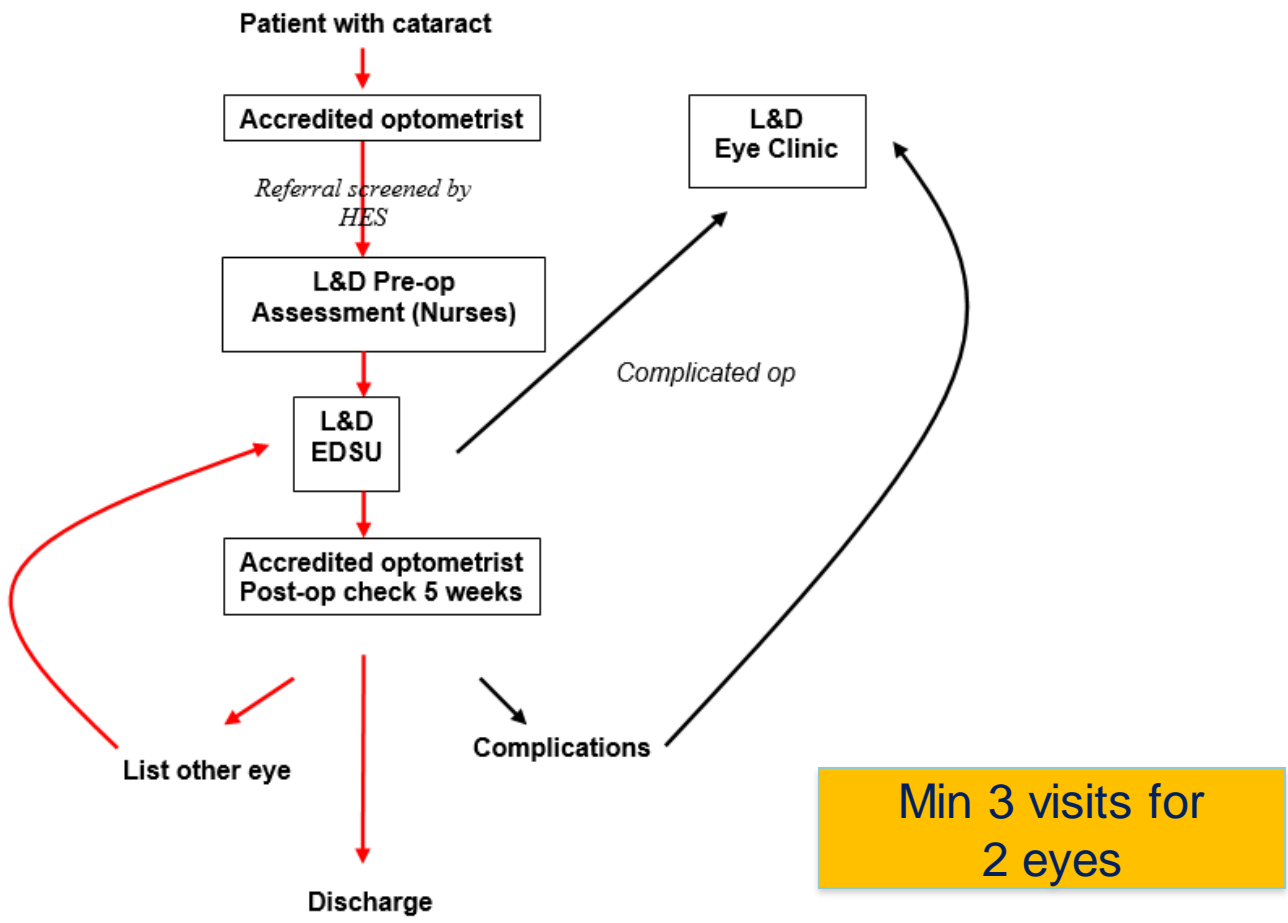 Patient with cataract
Accredited optometrist
L&D
Eye Clinic
Referral screened by
HES
L&D Pre-op
Assessment (Nurses)
Complicated op
L&D
EDSU
Accredited optometrist
Post-op check 5 weeks
List other eye
Complications
Discharge
Min 3 visits for
2 eyes